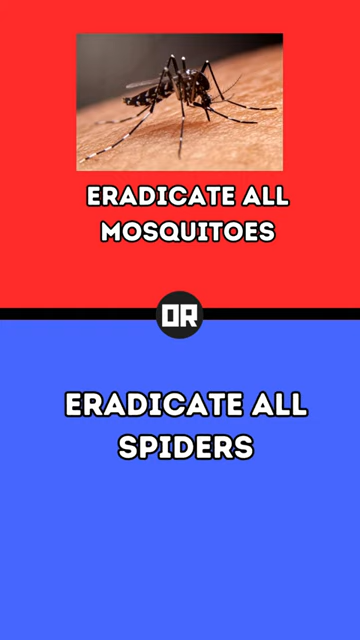 ERADICATE ALL
MOSQUITOES
OR
ERADICATE ALL
SPIDERS